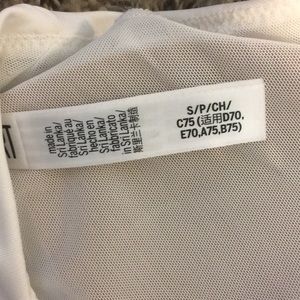 made in
Sri Lanka/
fabriqué au
Sri Lanka/
hecho en
Sri Lanka/
fabricato
in Sri Lanka/
斯里兰卡制造
S/P/CH/
C75 (适用D70,
E70,A75,B75)